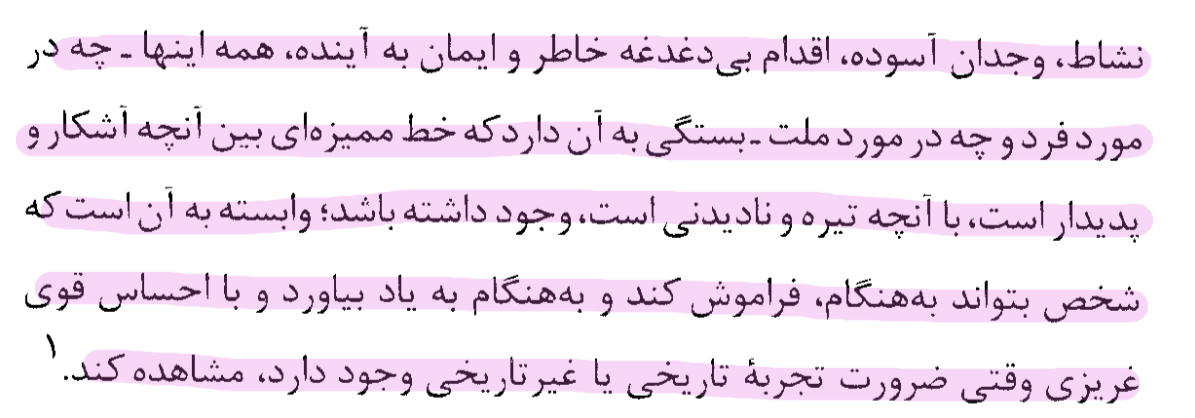 نشاط، وجدان آسوده، اقدام بی‌دغدغه خاطر و ایمان به آینده، همه اینها ـ چه در
مورد فرد و چه در مورد ملت ـ بستگی به آن دارد که خط ممیزه‌ای بین آنچه آشکار و
پدیدار است، با آنچه تیره و نادیدنی است، وجود داشته باشد؛ وابسته به آن است که
شخص بتواند به‌هنگام، فراموش کند و به‌هنگام به یاد بیاورد و با احساس قوی
غریزی وقتی ضرورت تجربهٔ تاریخی یا غیرتاریخی وجود دارد، مشاهده کند.۱